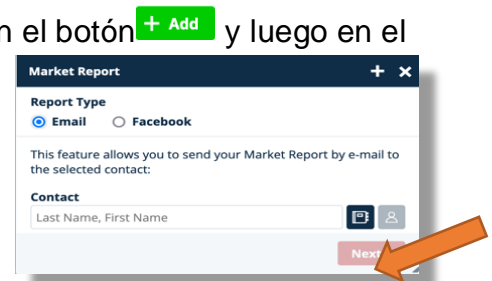 n el botón + Add y luego en el
Market Report
Report Type
Email Facebook
This feature allows you to send your Market Report by e-mail to
the selected contact:
Contact
Last Name, First Name
Next